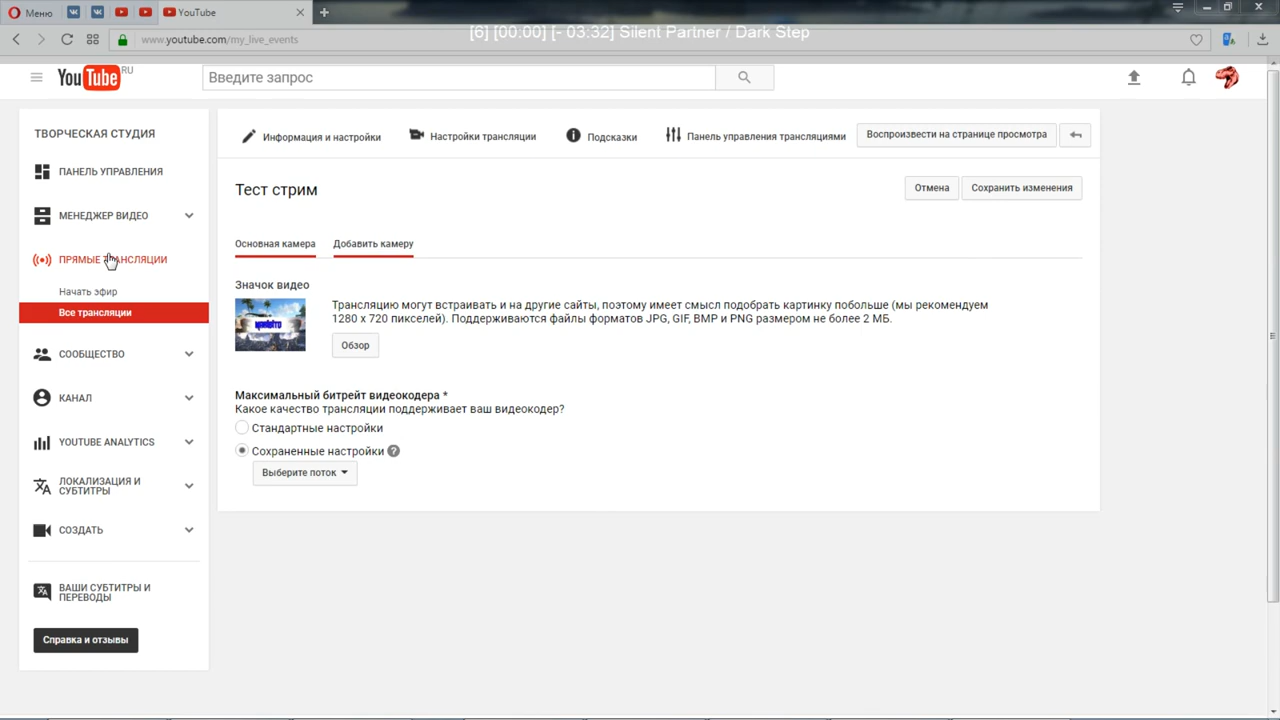 Меню
YouTube
www.youtube.com/my_live_events
[6] [00:00] [- 03:32] Silent Partner / Dark Step
YouTube RU
Введите запрос
ТВОРЧЕСКАЯ СТУДИЯ
ПАНЕЛЬ УПРАВЛЕНИЯ
МЕНЕДЖЕР ВИДЕО
ПРЯМЫЕ ТРАНСЛЯЦИИ
Начать эфир
Все трансляции
СООБЩЕСТВО
КАНАЛ
YOUTUBE ANALYTICS
ЛОКАЛИЗАЦИЯ И
СУБТИТРЫ
СОЗДАТЬ
ВАШИ СУБТИТРЫ И
ПЕРЕВОДЫ
Справка и отзывы
Информация и настройки
Настройки трансляции
Подсказки
Панель управления трансляциями
Воспроизвести на странице просмотра
Тест стрим
Отмена
Сохранить изменения
Основная камера
Добавить камеру
Значок видео
Трансляцию могут встраивать и на другие сайты, поэтому имеет смысл подобрать картинку побольше (мы рекомендуем
1280 x 720 пикселей). Поддерживаются файлы форматов JPG, GIF, BMP и PNG размером не более 2 МБ.
Обзор
Максимальный битрейт видеокодера *
Какое качество трансляции поддерживает ваш видеокодер?
Стандартные настройки
Сохраненные настройки
Выберите поток